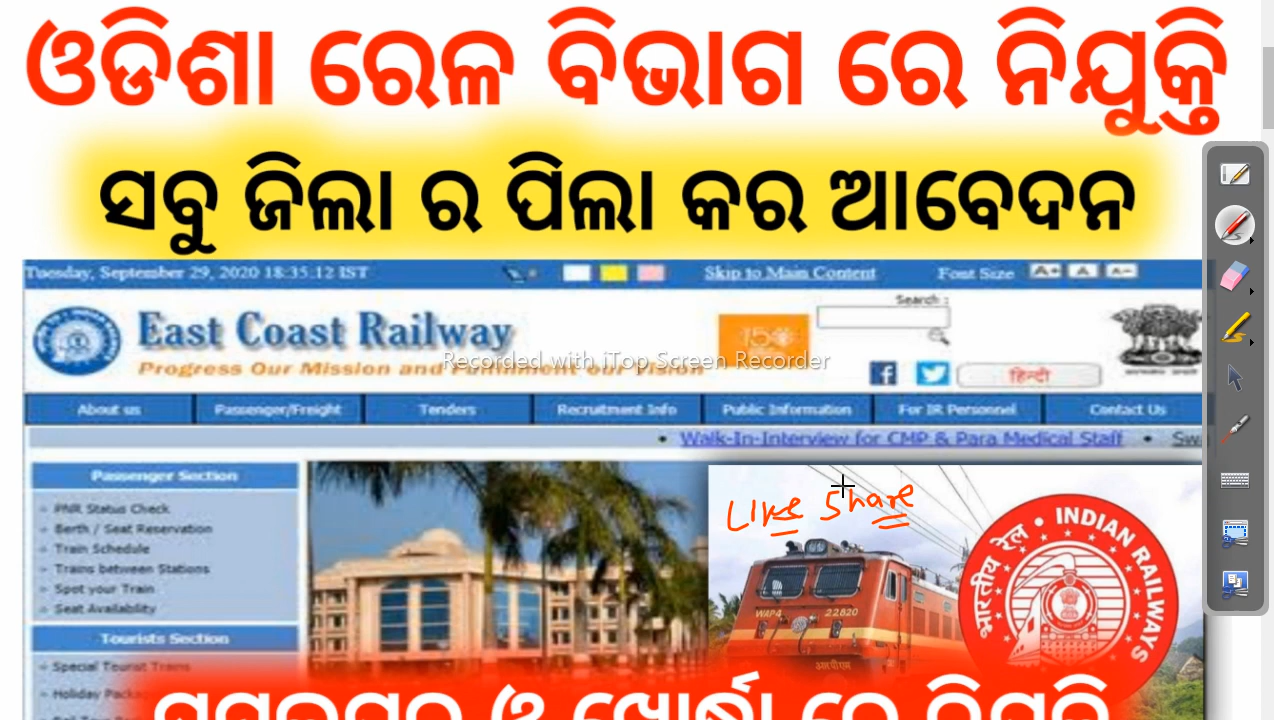 ଓଡିଶା ରେଳ ବିଭାଗ ରେ ନିଯୁକ୍ତି
ସବୁ ଜିଲା ର ପିଲା କର ଆବେଦନ
Tuesday, September 29, 2020 18:35:12 IST
Skip to Main Content
Font Size A+ A A-
Search :
East Coast Railway
150
Progress Our Mission and Fulfillment our Vision
Recorded with iTop Screen Recorder
हिन्दी
About us Passenger/Freight Tenders Recruitment Info Public Information For IR Personnel Contact Us
• Walk-In-Interview for CMP & Para Medical Staff •
Passenger Section
PNR Status Check
Berth / Seat Reservation
Train Schedule
Trains between Stations
Spot your Train
Seat Availability
Tourists Section
Special Tourist Trains
Holiday
Like Share
WAP4 22820
भारतीय रेल • INDIAN RAILWAYS